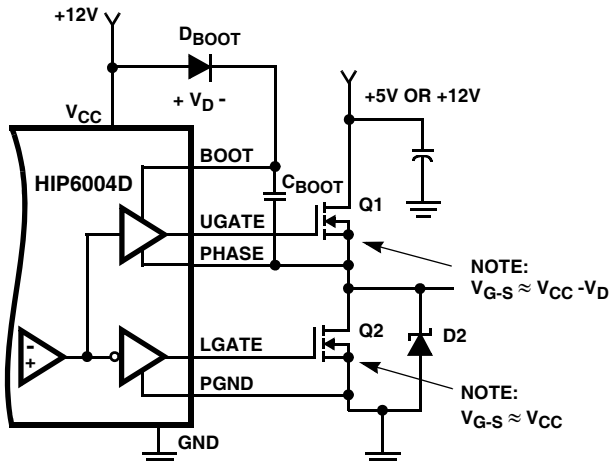 +12V
DBOOT
+ VD -
VCC
+5V OR +12V
BOOT
HIP6004D
CBOOT
Q1
UGATE
PHASE
NOTE:
VG-S ≈ VCC -VD
Q2
D2
LGATE
- +
PGND
NOTE:
VG-S ≈ VCC
GND